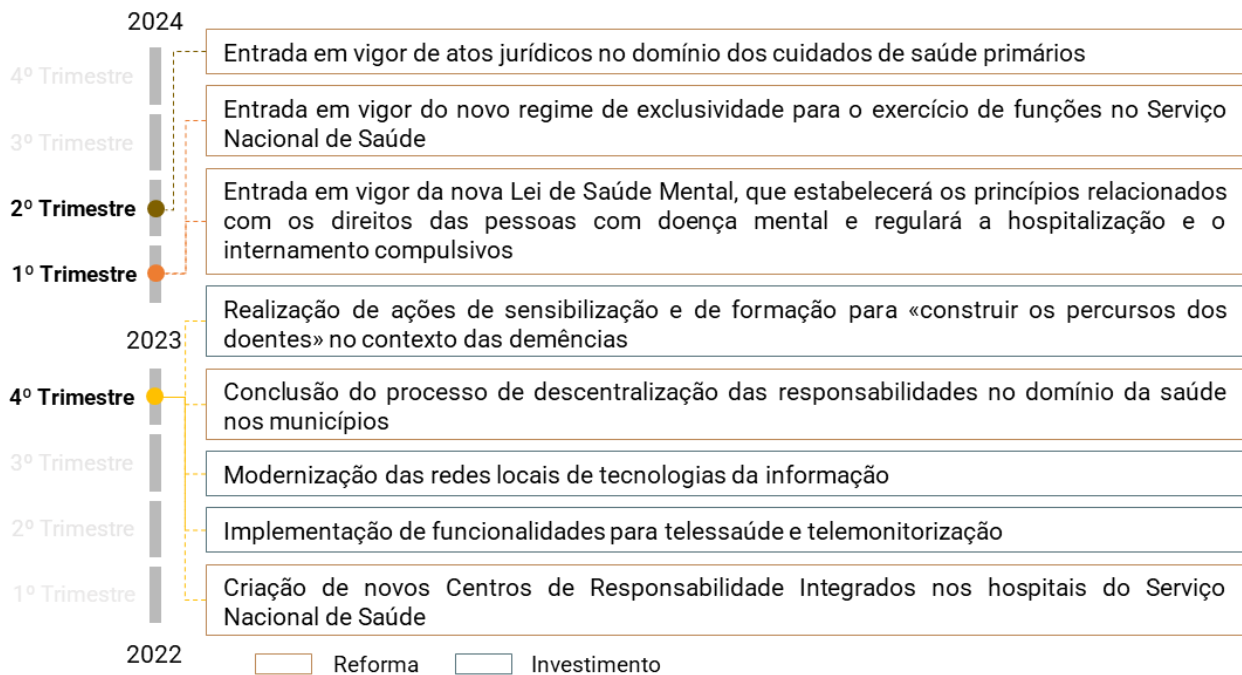 2024
4º Trimestre
3º Trimestre
2º Trimestre
1º Trimestre
2023
4º Trimestre
3º Trimestre
2º Trimestre
1º Trimestre
2022
Entrada em vigor de atos jurídicos no domínio dos cuidados de saúde primários
Entrada em vigor do novo regime de exclusividade para o exercício de funções no Serviço
Nacional de Saúde
Entrada em vigor da nova Lei de Saúde Mental, que estabelecerá os princípios relacionados
com os direitos das pessoas com doença mental e regulará a hospitalização e o
internamento compulsivos
Realização de ações de sensibilização e de formação para «construir os percursos dos
doentes» no contexto das demências
Conclusão do processo de descentralização das responsabilidades no domínio da saúde
nos municípios
Modernização das redes locais de tecnologias da informação
Implementação de funcionalidades para telessaúde e telemonitorização
Criação de novos Centros de Responsabilidade Integrados nos hospitais do Serviço
Nacional de Saúde
Reforma
Investimento